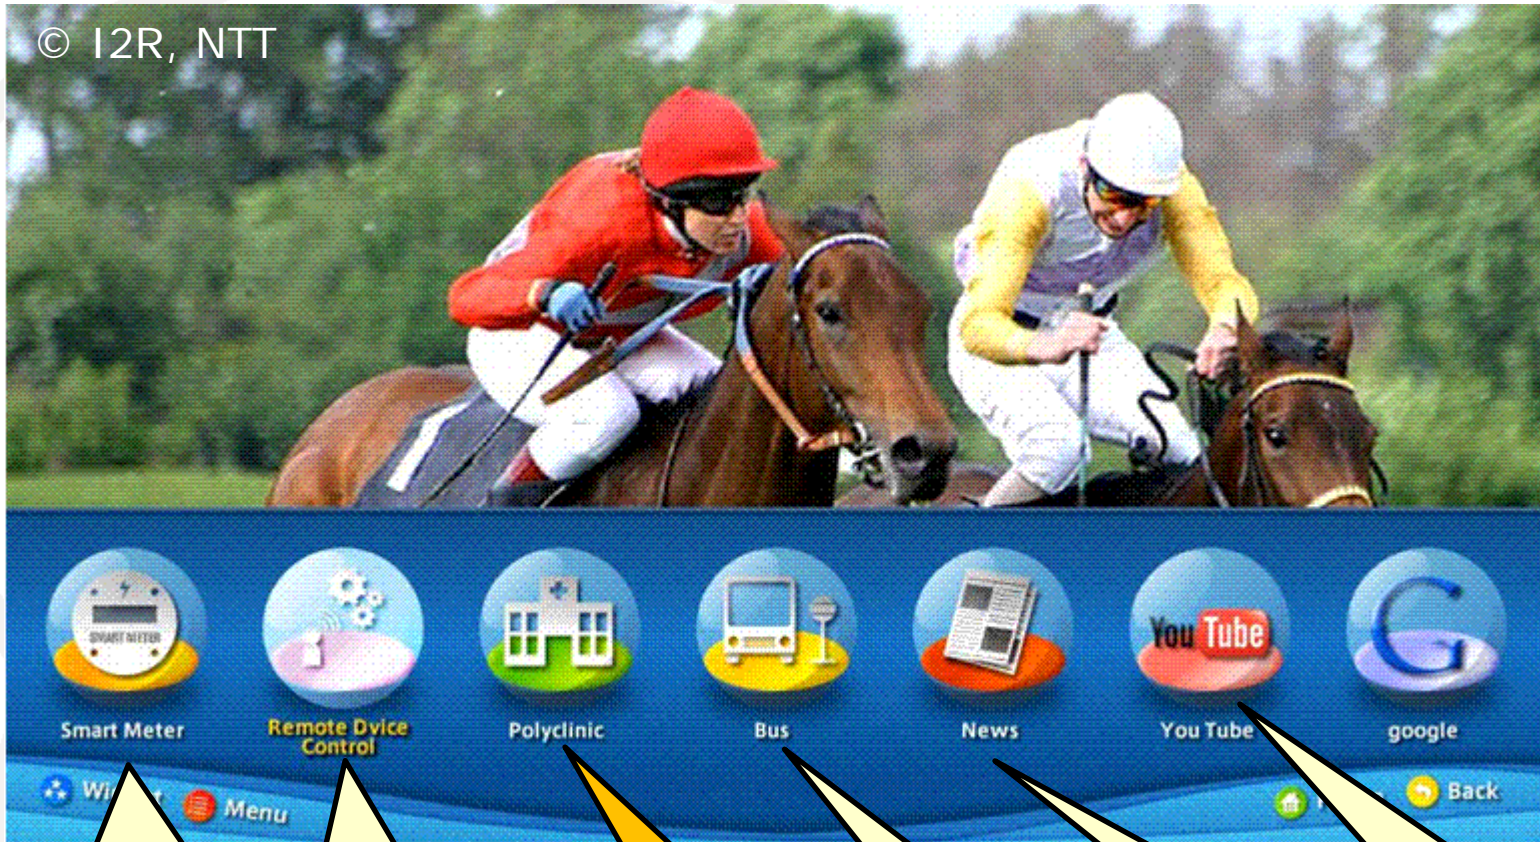 © I2R, NTT
SMART METER
You Tube
Smart Meter
Remote Dvice
Control
Polyclinic
Bus
News
You Tube
google
Menu
Back